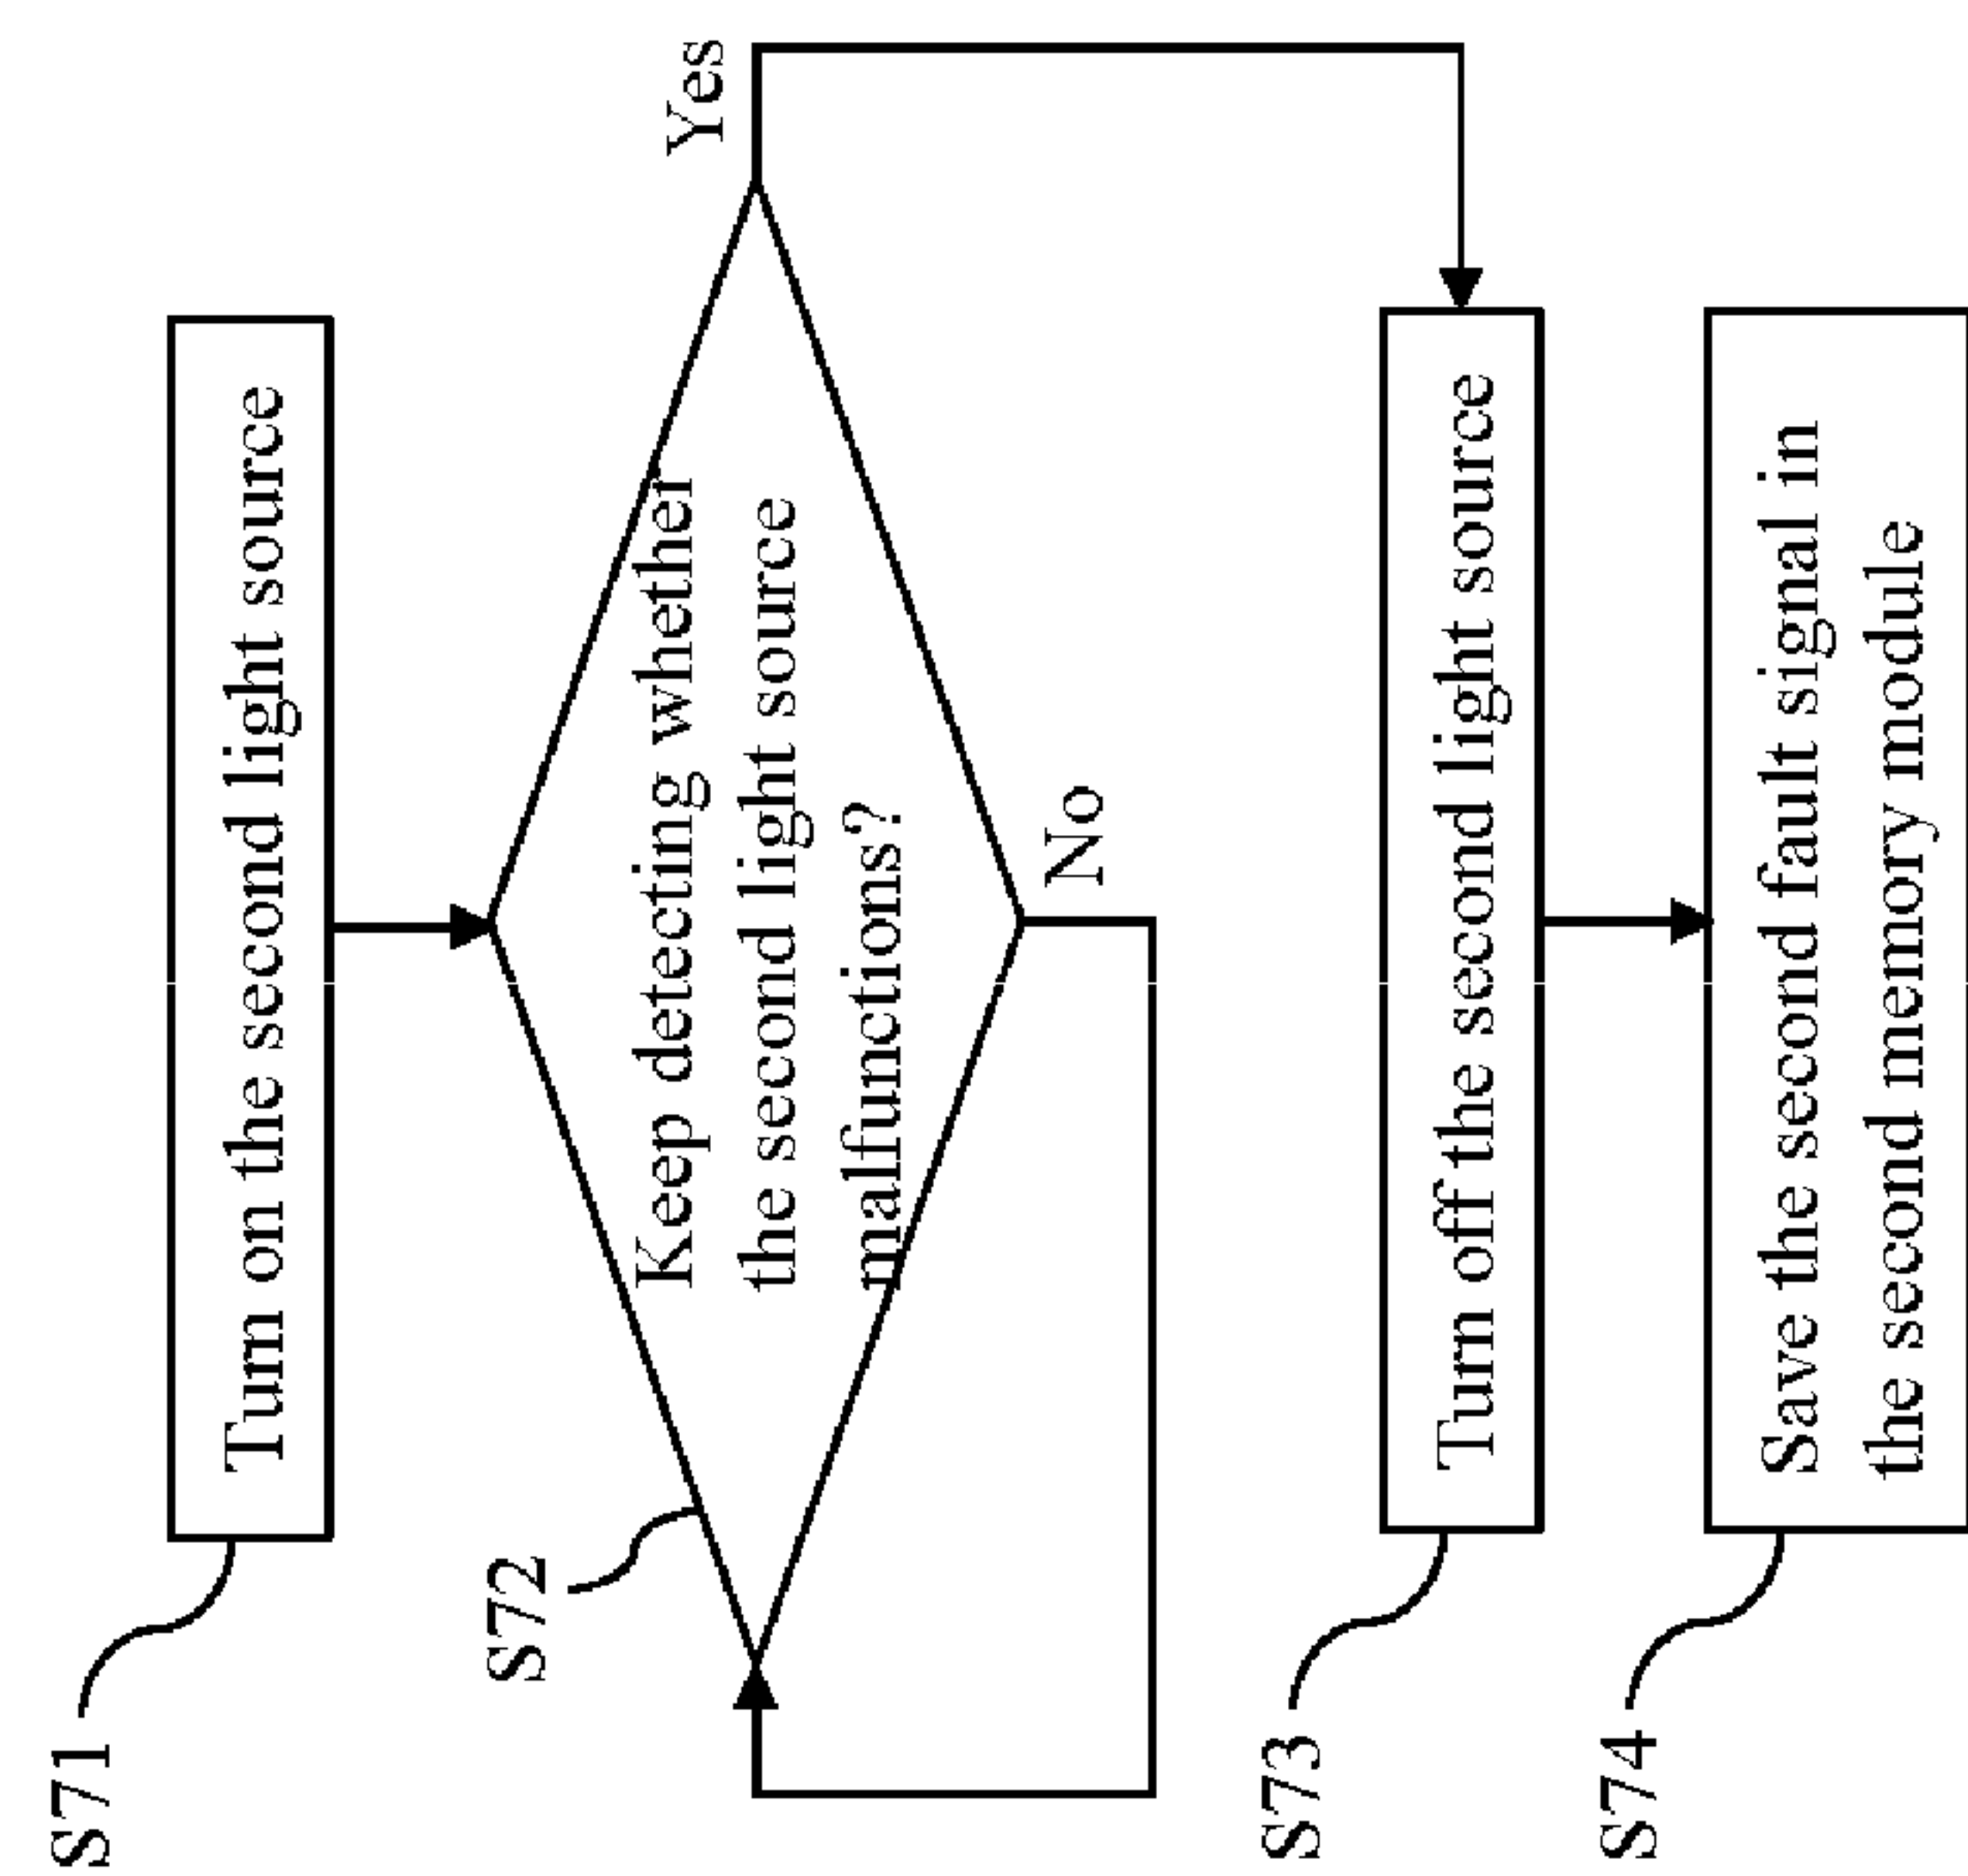 S71
Turn on the second light source
S72
Keep detecting whether
the second light source
malfunctions?
Yes
No
S73
Turn off the second light source
S74
Save the second fault signal in
the second memory module